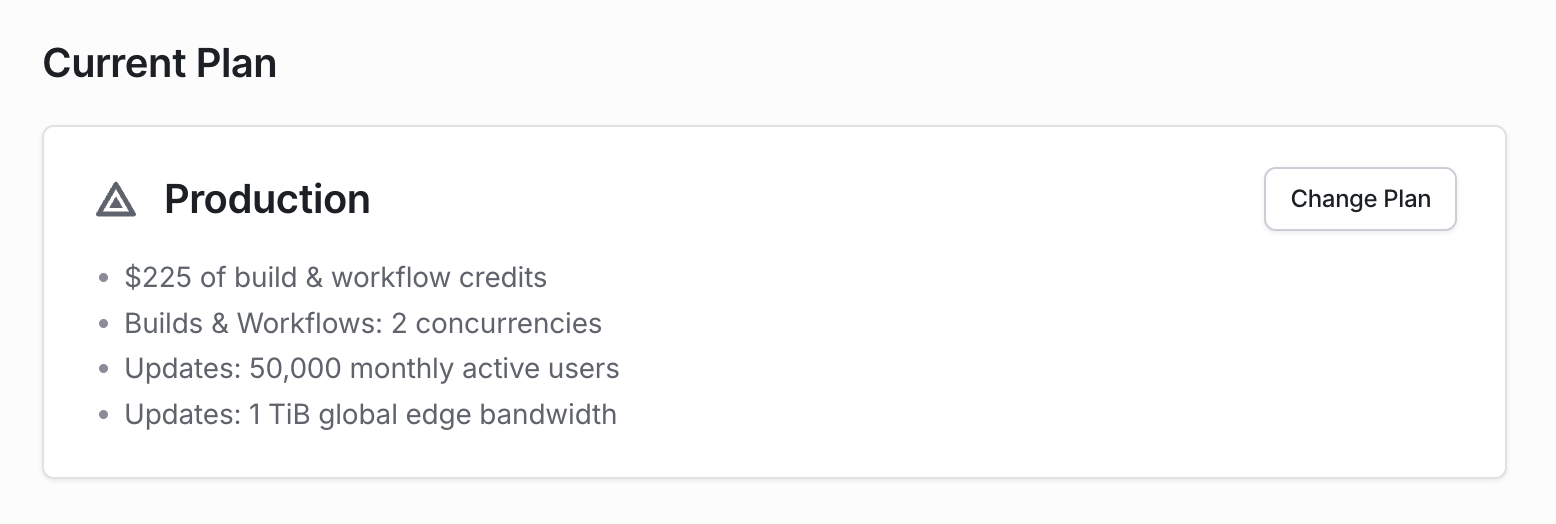 Current Plan
Production
Change Plan
• $225 of build & workflow credits
• Builds & Workflows: 2 concurrencies
• Updates: 50,000 monthly active users
• Updates: 1 TiB global edge bandwidth